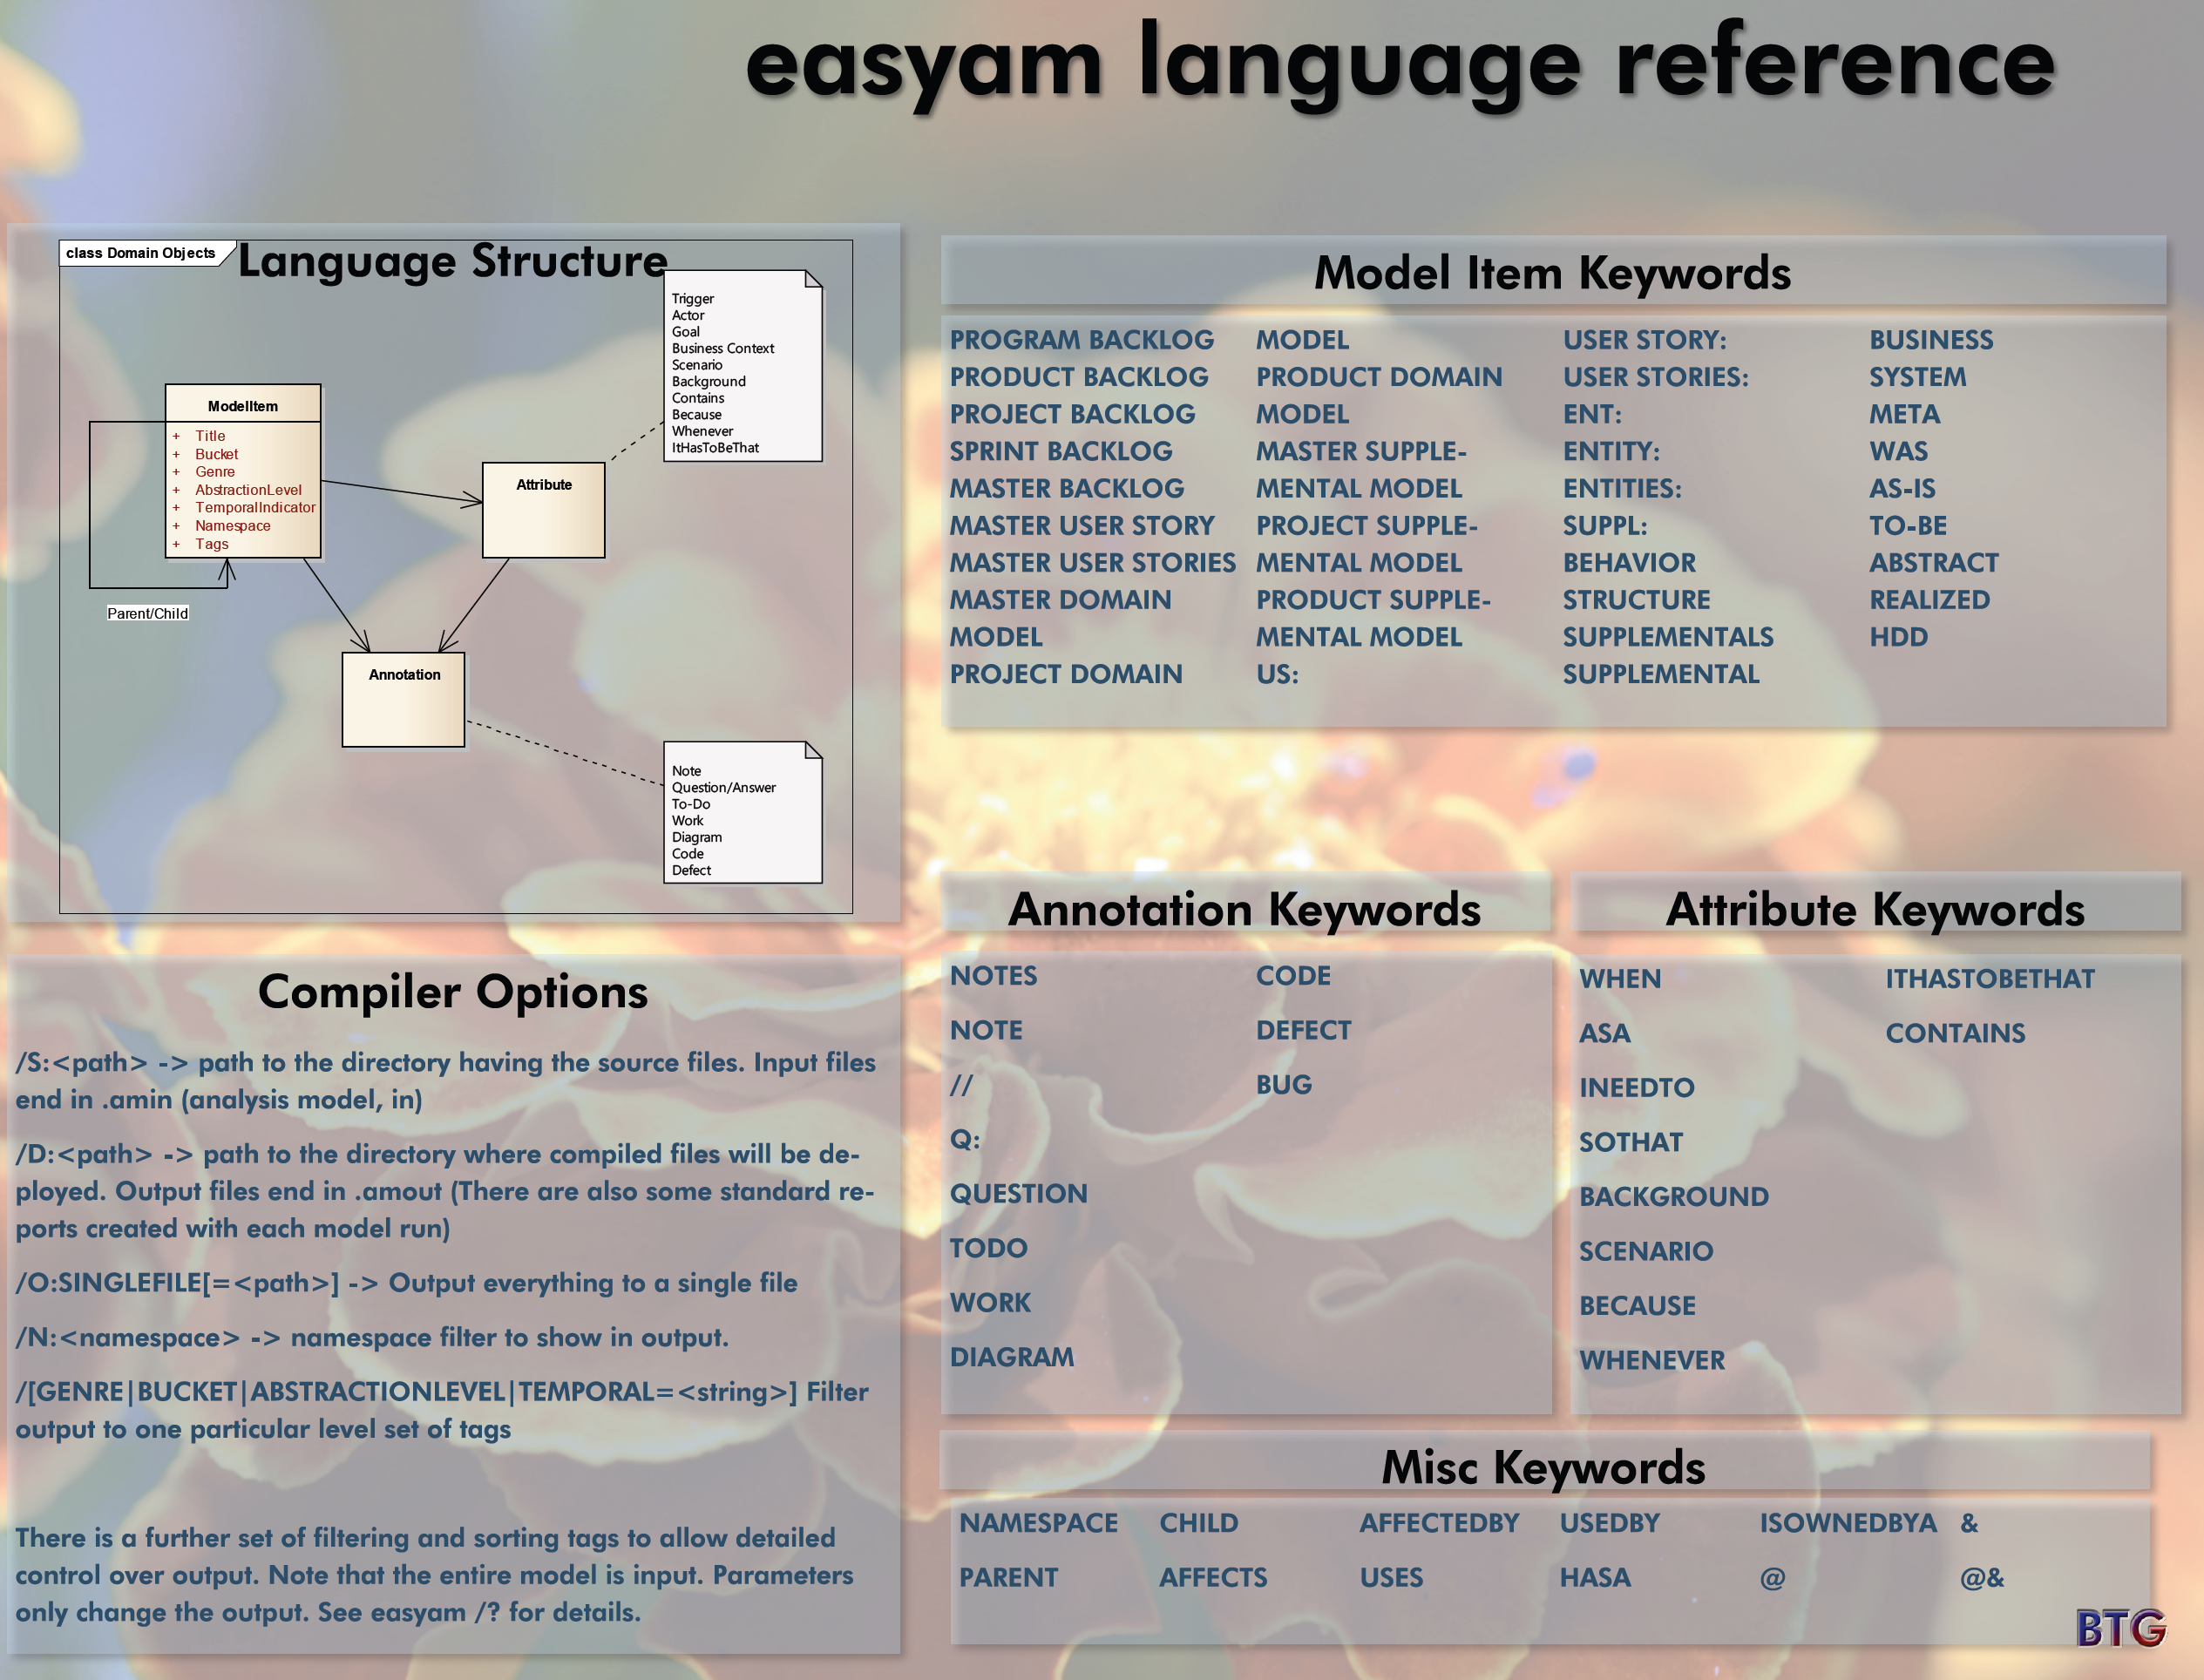 easyam language reference
class Domain Objects
Language Structure
Trigger
Actor
Goal
Business Context
Scenario
Background
Contains
Because
Whenever
ItHasToBeThat
ModelItem
+ Title
+ Bucket
+ Genre
+ AbstractionLevel
+ TemporalIndicator
+ Namespace
+ Tags
Attribute
Parent/Child
Annotation
Note
Question/Answer
To-Do
Work
Diagram
Code
Defect
Compiler Options
/S:<path> -> path to the directory having the source files. Input files
end in .amin (analysis model, in)
/D:<path> -> path to the directory where compiled files will be de-
ployed. Output files end in .amout (There are also some standard re-
ports created with each model run)
/O:SINGLEFILE[=<path>] -> Output everything to a single file
/N:<namespace> -> namespace filter to show in output.
/[GENRE|BUCKET|ABSTRACTIONLEVEL|TEMPORAL=<string>] Filter
output to one particular level set of tags
There is a further set of filtering and sorting tags to allow detailed
control over output. Note that the entire model is input. Parameters
only change the output. See easyam /? for details.
Model Item Keywords
PROGRAM BACKLOG
PRODUCT BACKLOG
PROJECT BACKLOG
SPRINT BACKLOG
MASTER BACKLOG
MASTER USER STORY
MASTER USER STORIES
MASTER DOMAIN
MODEL
PROJECT DOMAIN
MODEL
PRODUCT DOMAIN
MODEL
MASTER SUPPLE-
MENTAL MODEL
PROJECT SUPPLE-
MENTAL MODEL
PRODUCT SUPPLE-
MENTAL MODEL
US:
USER STORY:
USER STORIES:
ENT:
ENTITY:
ENTITIES:
SUPPL:
BEHAVIOR
STRUCTURE
SUPPLEMENTALS
SUPPLEMENTAL
BUSINESS
SYSTEM
META
WAS
AS-IS
TO-BE
ABSTRACT
REALIZED
HDD
Annotation Keywords
NOTES
NOTE
//
Q:
QUESTION
TODO
WORK
DIAGRAM
CODE
DEFECT
BUG
Attribute Keywords
WHEN
ASA
INEEDTO
SOTHAT
BACKGROUND
SCENARIO
BECAUSE
WHENEVER
ITHASTOBETHAT
CONTAINS
Misc Keywords
NAMESPACE CHILD AFFECTEDBY USEDBY ISOWNEDBYA &
PARENT AFFECTS USES HASA @ @&
BTG